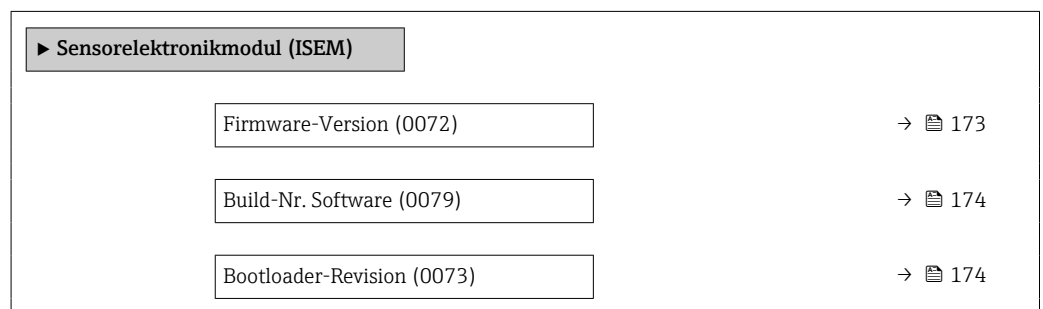 ▶ Sensorelektronikmodul (ISEM)
Firmware-Version (0072) → 173
Build-Nr. Software (0079) → 174
Bootloader-Revision (0073) → 174